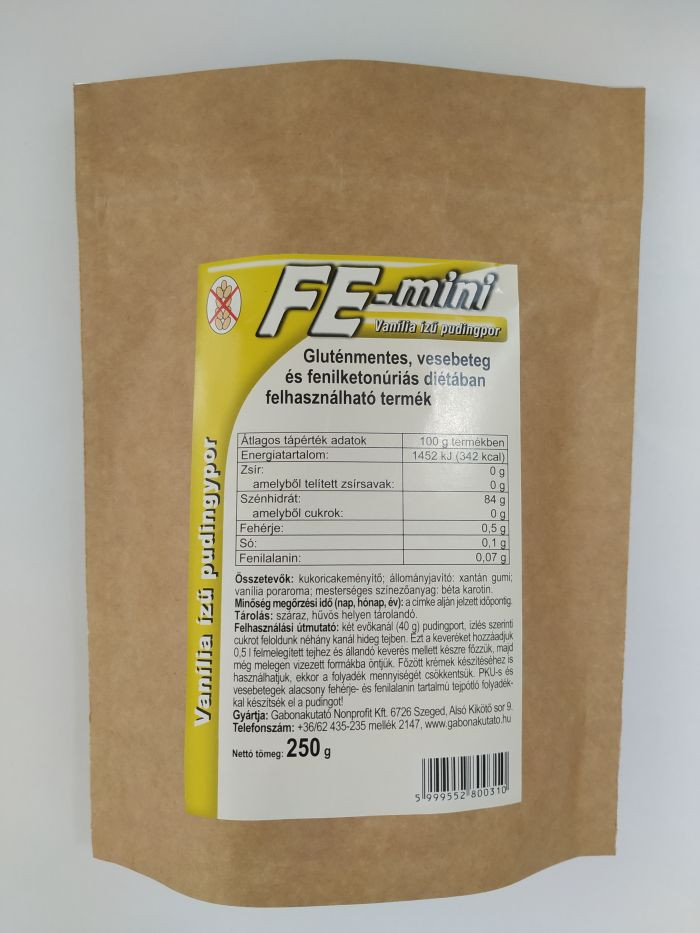 FE-mini
Vanília ízű pudingpor
Gluténmentes, vesebeteg
és fenilketonúriás diétában
felhasználható termék
Átlagos tápérték adatok 100 g termékben
Energiatartalom: 1452 kJ (342 kcal)
Zsír: 0 g
amelyből telített zsírsavak: 0 g
Szénhidrát: 84 g
amelyből cukrok: 0 g
Fehérje: 0,5 g
Só: 0,1 g
Fenilalanin: 0,07 g
Összetevők: kukoricakeményítő; állományjavító: xantán gumi;
vanília poraroma; mesterséges színezőanyag: béta karotin.
Minőség megőrzési idő (nap, hónap, év): a címke alján jelzett időpontig.
Tárolás: száraz, hűvös helyen tárolandó.
Felhasználási útmutató: két evőkanál (40 g) pudingport, ízlés szerinti
cukrot feloldunk néhány kanál hideg tejben. Ezt a keveréket hozzáadjuk
0,5 l felmelegített tejhez és állandó keverés mellett készre főzzük, majd
még melegen vizezett formákba öntjük. Főzött krémek készítéséhez is
használhatjuk, ekkor a folyadék mennyiségét csökkentsük. PKU-s és
vesebetegek alacsony fehérje- és fenilalanin tartalmú tejpótló folyadék-
kal készítsék el a pudingot!
Gyártja: Gabonakutató Nonprofit Kft. 6726 Szeged, Alsó Kikötő sor 9.
Telefonszám: +36/62 435-235 mellék 2147, www.gabonakutato.hu
Nettó tömeg: 250 g
5 999552 800310
Vanília ízű pudingypor